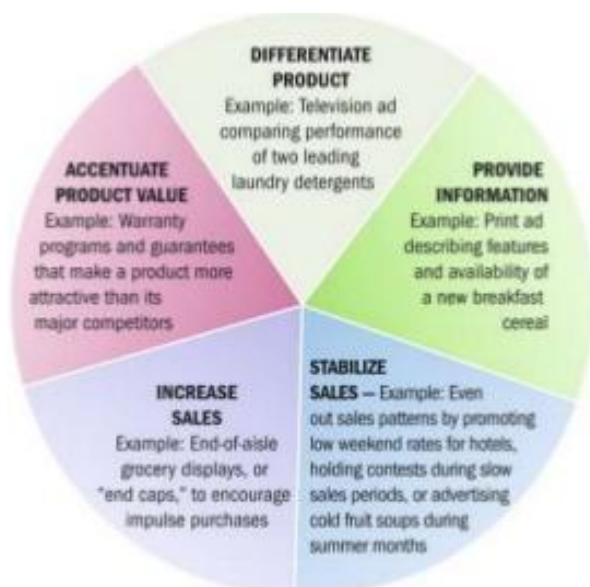 DIFFERENTIATE
PRODUCT
Example: Television ad
comparing performance
of two leading
laundry detergents
PROVIDE
INFORMATION
Example: Print ad
describing features
and availability of
a new breakfast
cereal
STABILIZE
SALES — Example: Even
out sales patterns by promoting
low weekend rates for hotels,
holding contests during slow
sales periods, or advertising
cold fruit soups during
summer months
INCREASE
SALES
Example: End-of-aisle
grocery displays, or
"end caps," to encourage
impulse purchases
ACCENTUATE
PRODUCT VALUE
Example: Warranty
programs and guarantees
that make a product more
attractive than its
major competitors